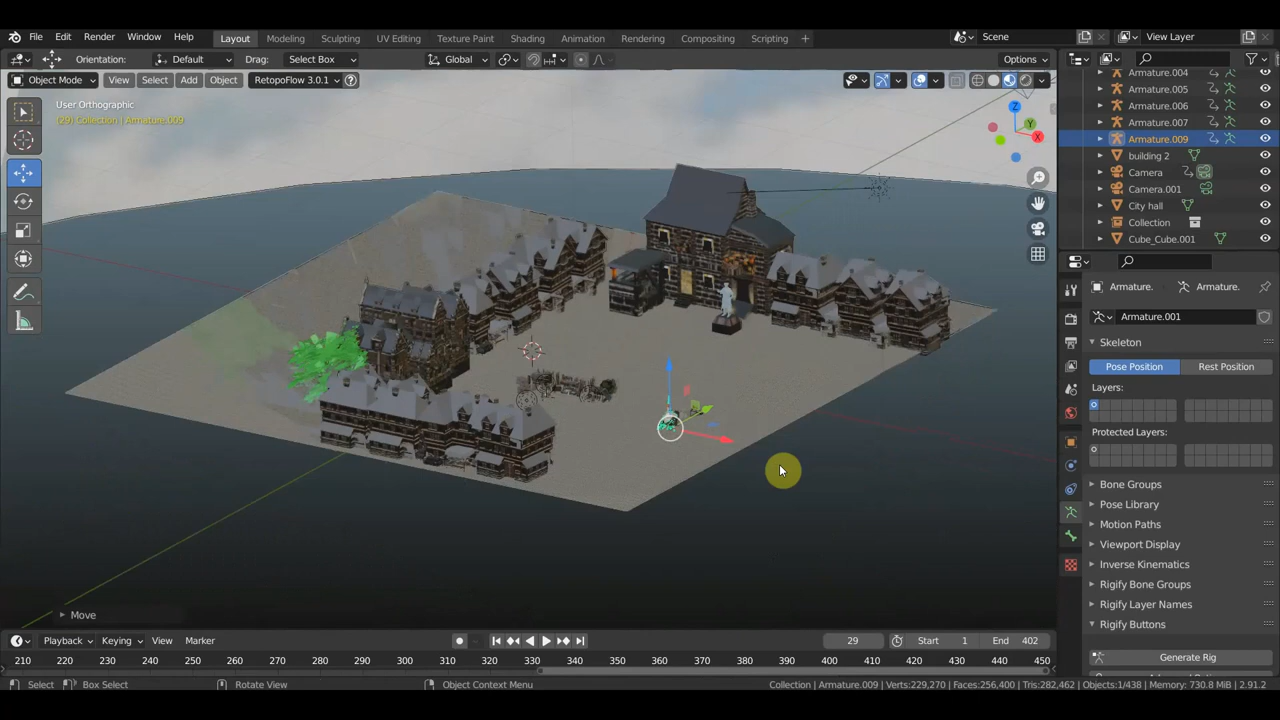 File Edit Render Window Help Layout Modeling Sculpting UV Editing Texture Paint Shading Animation Rendering Compositing Scripting + Scene View Layer
Orientation: Default Drag: Select Box Global Options
Object Mode View Select Add Object RetopoFlow 3.0.1 ?
User Orthographic
(29) Collection | Armature.009
Z
Y
X
Armature.004
Armature.005
Armature.006
Armature.007
Armature.009
building 2
Camera
Camera.001
City hall
Collection
Cube_Cube.001
Armature. Armature.
Armature.001
Skeleton
Pose Position Rest Position
Layers:
Protected Layers:
Bone Groups
Pose Library
Motion Paths
Viewport Display
Inverse Kinematics
Rigify Bone Groups
Rigify Layer Names
Rigify Buttons
Generate Rig
Move
Playback Keying View Marker 29 Start 1 End 402
210 220 230 240 250 260 270 280 290 300 310 320 330 340 350 360 370 380 390 400 410 420 430 440 450
Select Box Select Rotate View Object Context Menu Collection | Armature.009 | Verts:229,270 | Faces:256,400 | Tris:282,462 | Objects:1/438 | Memory: 730.8 MiB | 2.91.2